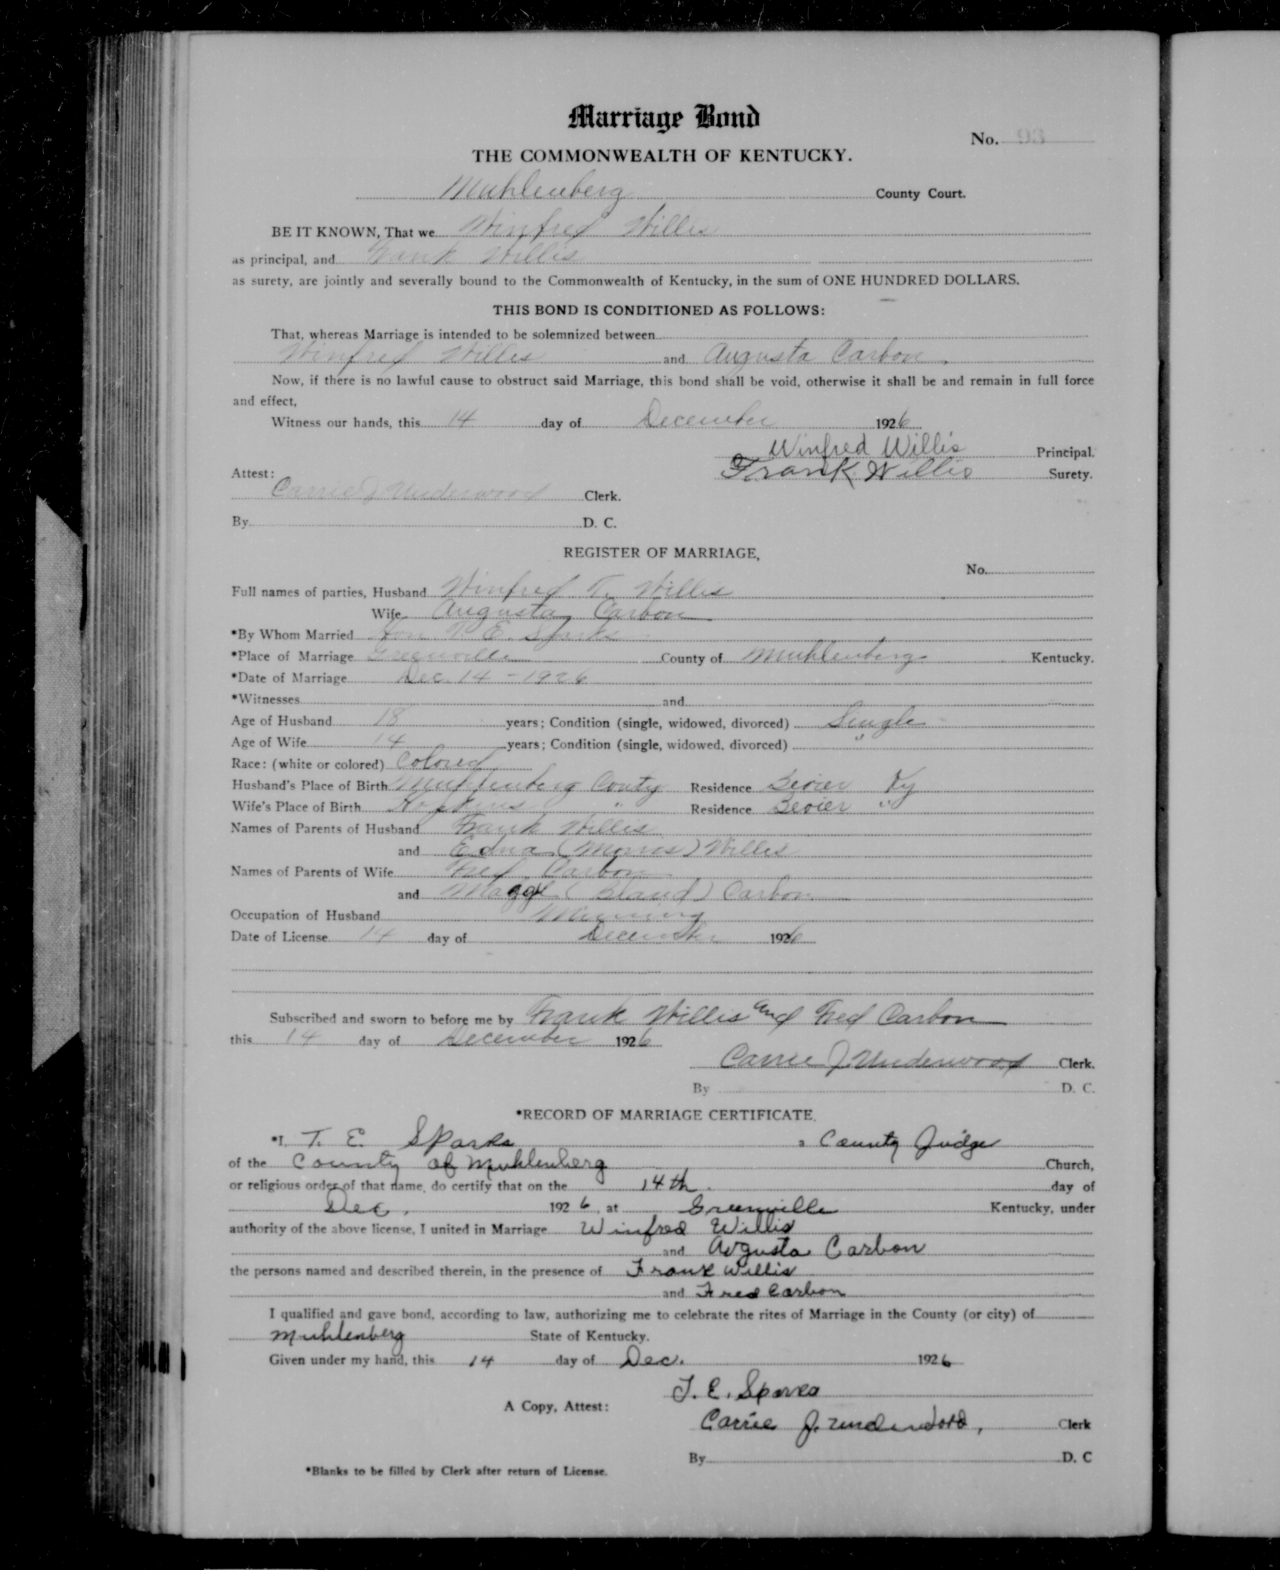 Marriage Bond
No. 93
THE COMMONWEALTH OF KENTUCKY.
Muhlenberg County Court.
BE IT KNOWN, That we Winfred Willis
as principal, and Frank Willis
as surety, are jointly and severally bound to the Commonwealth of Kentucky, in the sum of ONE HUNDRED DOLLARS.
THIS BOND IS CONDITIONED AS FOLLOWS:
That, whereas Marriage is intended to be solemnized between
Winfred Willis and Augusta Carbon.
Now, if there is no lawful cause to obstruct said Marriage, this bond shall be void, otherwise it shall be and remain in full force
and effect,
Witness our hands, this 14 day of December 1926
Winfred Willis Principal.
Frank Willis Surety.
Attest:
Carrie J. Underwood Clerk.
By D. C.
REGISTER OF MARRIAGE,
No.
Full names of parties, Husband Winfred T. Willis
Wife Augusta Carbon
*By Whom Married Hon T. E. Sparks
*Place of Marriage Greenville County of Muhlenberg Kentucky.
*Date of Marriage Dec. 14 - 1926
*Witnesses and
Age of Husband 18 years; Condition (single, widowed, divorced) Single
Age of Wife 14 years; Condition (single, widowed, divorced) "
Race: (white or colored) Colored
Husband's Place of Birth Muhlenberg Couty Residence Bevier Ky
Wife's Place of Birth Hopkins " Residence Bevier "
Names of Parents of Husband Frank Willis
and Edna (Morris) Willis
Names of Parents of Wife Fred Carbon
and Maggie (Bland) Carbon
Occupation of Husband Mining
Date of License 14 day of December 1926
Subscribed and sworn to before me by Frank Willis and Fred Carbon
this 14 day of December 1926
Carrie J. Underwood Clerk.
By D. C.
*RECORD OF MARRIAGE CERTIFICATE.
*I, T. E. Sparks a County Judge
of the County of Muhlenberg Church,
or religious order of that name, do certify that on the 14th. day of
Dec. 1926, at Greenville Kentucky, under
authority of the above license, I united in Marriage Winfred Willis
and Augusta Carbon
the persons named and described therein, in the presence of Frank Willis
and Fred Carbon
I qualified and gave bond, according to law, authorizing me to celebrate the rites of Marriage in the County (or city) of
Muhlenberg State of Kentucky.
Given under my hand, this 14 day of Dec. 1926
T. E. Sparks
A Copy, Attest:
Carrie J. Underwood, Clerk
By D. C
*Blanks to be filled by Clerk after return of License.